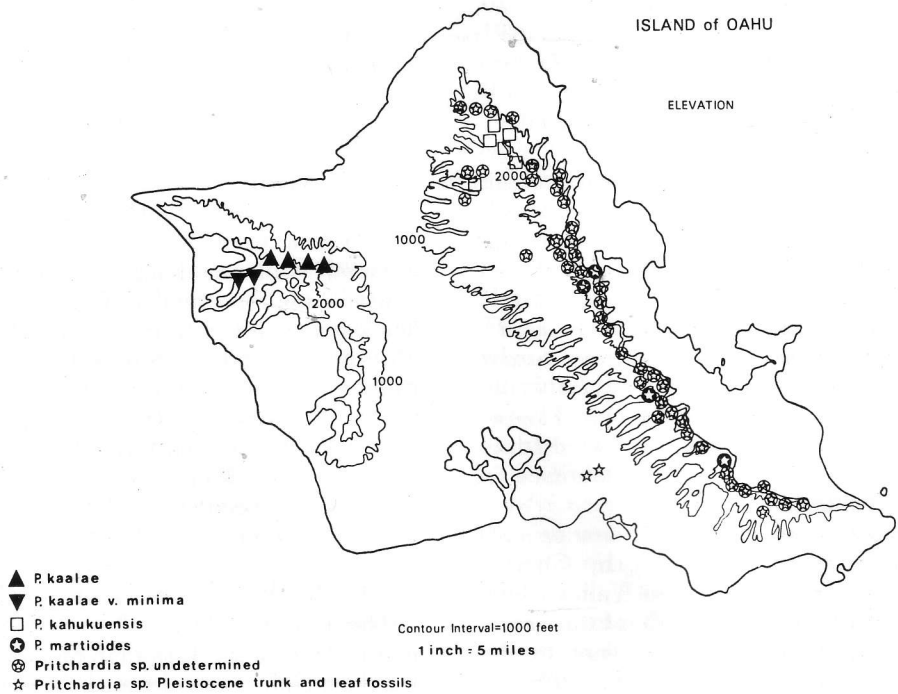 ISLAND of OAHU
ELEVATION
2000
1000
2000
1000
P. kaalae
P. kaalae v. minima
P. kahukuensis
P. martioides
Pritchardia sp. undetermined
Pritchardia sp. Pleistocene trunk and leaf fossils
Contour Interval=1000 feet
1 inch = 5 miles